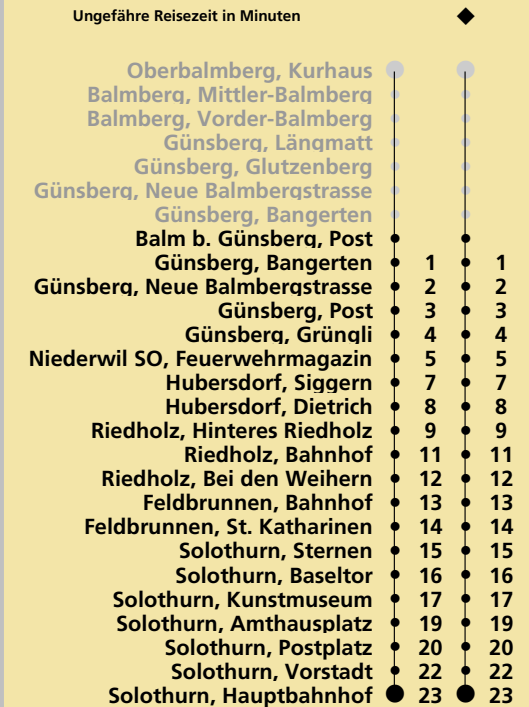 Ungefähre Reisezeit in Minuten
Oberbalmberg, Kurhaus
Balmberg, Mittler-Balmberg
Balmberg, Vorder-Balmberg
Günsberg, Längmatt
Günsberg, Glutzenberg
Günsberg, Neue Balmbergstrasse
Günsberg, Bangerten
Balm b. Günsberg, Post
Günsberg, Bangerten 1 1
Günsberg, Neue Balmbergstrasse 2 2
Günsberg, Post 3 3
Günsberg, Grüngli 4 4
Niederwil SO, Feuerwehrmagazin 5 5
Hubersdorf, Siggern 7 7
Hubersdorf, Dietrich 8 8
Riedholz, Hinteres Riedholz 9 9
Riedholz, Bahnhof 11 11
Riedholz, Bei den Weihern 12 12
Feldbrunnen, Bahnhof 13 13
Feldbrunnen, St. Katharinen 14 14
Solothurn, Sternen 15 15
Solothurn, Baseltor 16 16
Solothurn, Kunstmuseum 17 17
Solothurn, Amthausplatz 19 19
Solothurn, Postplatz 20 20
Solothurn, Vorstadt 22 22
Solothurn, Hauptbahnhof 23 23